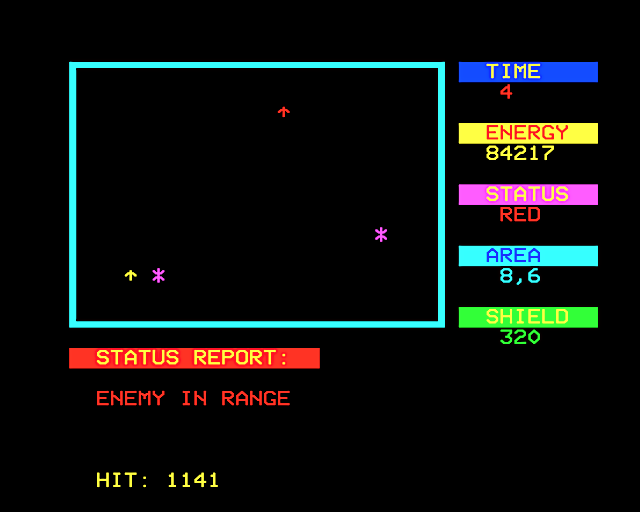 TIME
4
ENERGY
84217
STATUS
RED
AREA
8,6
SHIELD
320
STATUS REPORT:
ENEMY IN RANGE
HIT: 1141